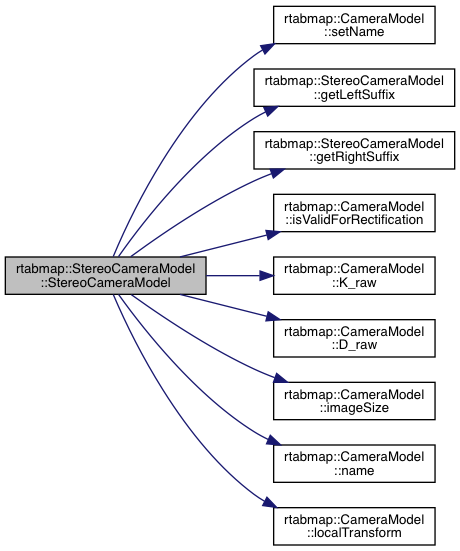 rtabmap::CameraModel
::setName
rtabmap::StereoCameraModel
::getLeftSuffix
rtabmap::StereoCameraModel
::getRightSuffix
rtabmap::CameraModel
::isValidForRectification
rtabmap::StereoCameraModel
::StereoCameraModel
rtabmap::CameraModel
::K_raw
rtabmap::CameraModel
::D_raw
rtabmap::CameraModel
::imageSize
rtabmap::CameraModel
::name
rtabmap::CameraModel
::localTransform